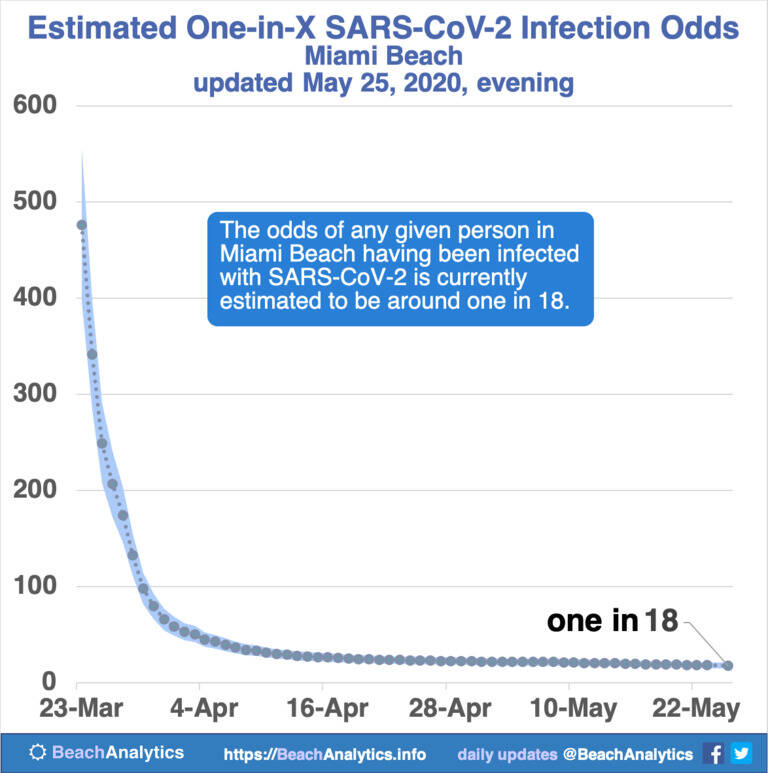 Estimated One-in-X SARS-CoV-2 Infection Odds
Miami Beach
updated May 25, 2020, evening
600
500
400
300
200
100
0
The odds of any given person in
Miami Beach having been infected
with SARS-CoV-2 is currently
estimated to be around one in 18.
one in 18
23-Mar 4-Apr 16-Apr 28-Apr 10-May 22-May
BeachAnalytics https://BeachAnalytics.info daily updates @BeachAnalytics